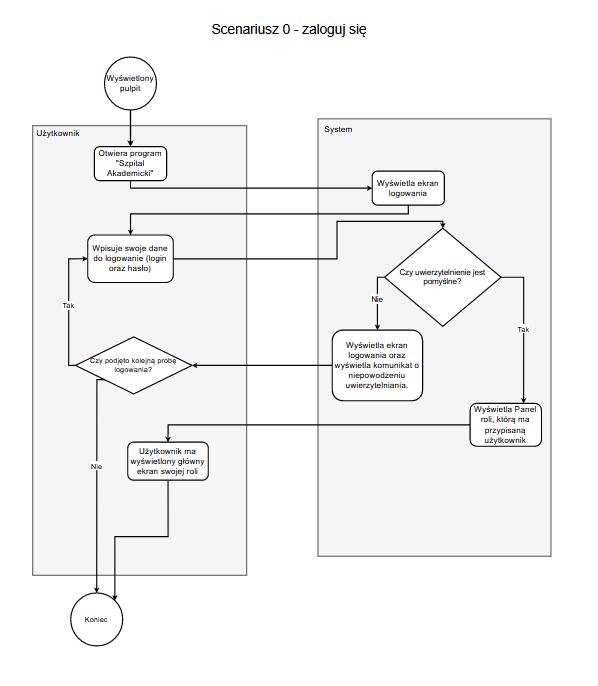 Scenariusz 0 - zaloguj się
Wyświetlony
pulpit
Użytkownik
System
Otwiera program
"Szpital
Akademicki"
Wyświetla ekran
logowania
Wpisuje swoje dane
do logowanie (login
oraz hasło)
Czy uwierzytelnienie jest
pomyślne?
Nie
Tak
Tak
Wyświetla ekran
logowania oraz
wyświetla komunikat o
niepowodzeniu
uwierzytelniania.
Czy podjęto kolejną probę
logowania?
Wyświetla Panel
roli, którą ma
przypisaną
użytkownik
Użytkownik ma
wyświetlony główny
ekran swojej roli
Nie
Koniec